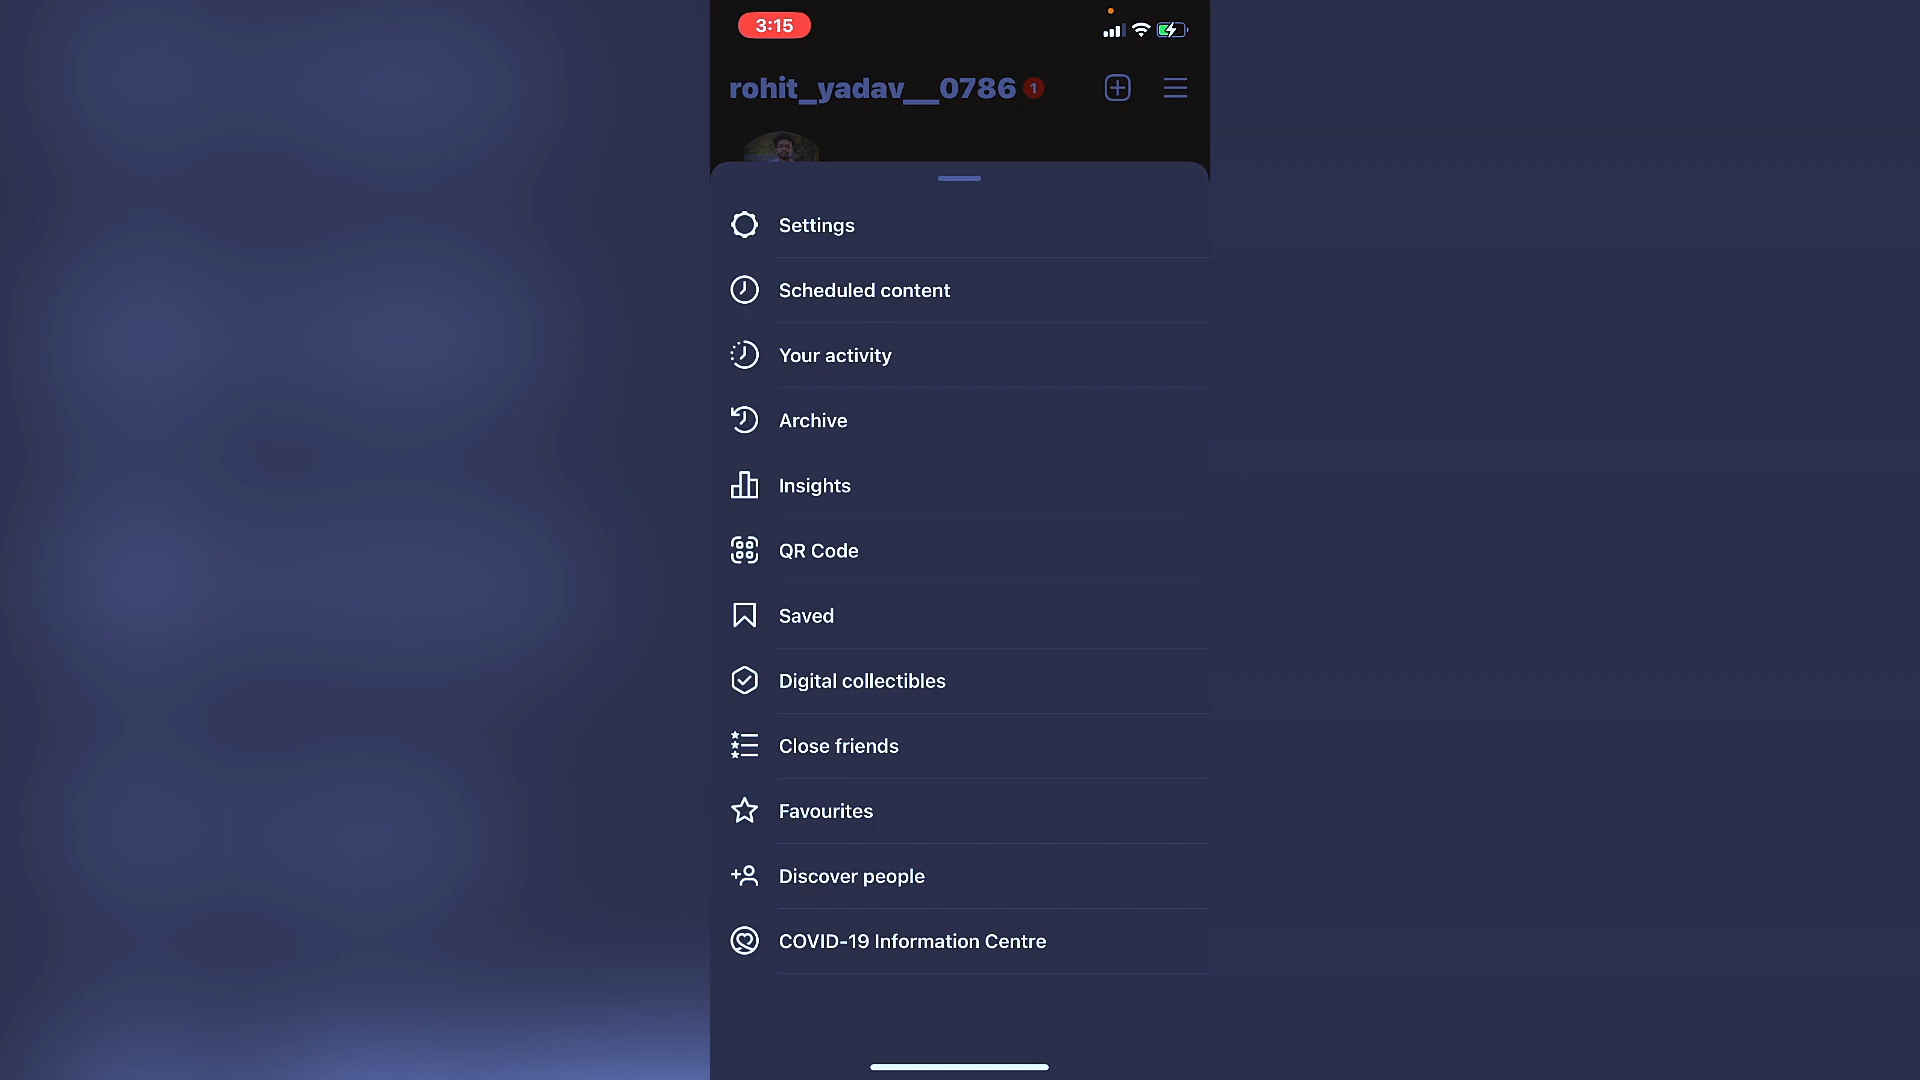 3:15
rohit_yadav__0786 1
Settings
Scheduled content
Your activity
Archive
Insights
QR Code
Saved
Digital collectibles
Close friends
Favourites
Discover people
COVID-19 Information Centre